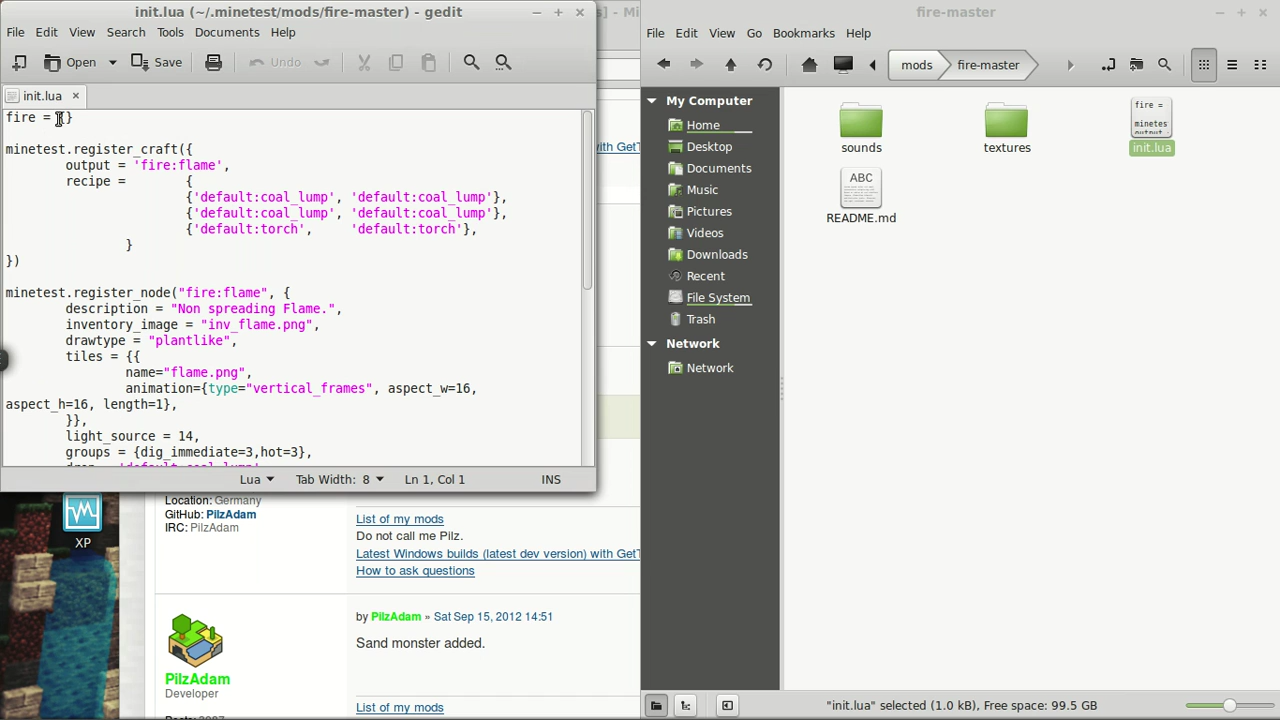 init.lua (~/.minetest/mods/fire-master) - gedit
File Edit View Search Tools Documents Help
Open Save Undo
init.lua
fire = {}
minetest.register_craft({
output = 'fire:flame',
recipe = {
{'default:coal_lump', 'default:coal_lump'},
{'default:coal_lump', 'default:coal_lump'},
{'default:torch', 'default:torch'},
}
})
minetest.register_node("fire:flame", {
description = "Non spreading Flame.",
inventory_image = "inv_flame.png",
drawtype = "plantlike",
tiles = {{
name="flame.png",
animation={type="vertical_frames", aspect_w=16,
aspect_h=16, length=1},
}},
light_source = 14,
groups = {dig_immediate=3,hot=3},
Lua Tab Width: 8 Ln 1, Col 1 INS
XP
Location: Germany
GitHub: PilzAdam
IRC: PilzAdam
List of my mods
Do not call me Pilz.
Latest Windows builds (latest dev version) with GetT
How to ask questions
by PilzAdam » Sat Sep 15, 2012 14:51
Sand monster added.
PilzAdam
Developer
List of my mods
ith GetT
fire-master
File Edit View Go Bookmarks Help
mods fire-master
My Computer
Home
Desktop
Documents
Music
Pictures
Videos
Downloads
Recent
File System
Trash
Network
Network
sounds
textures
fire =
init.lua
ABC
README.md
"init.lua" selected (1.0 kB), Free space: 99.5 GB